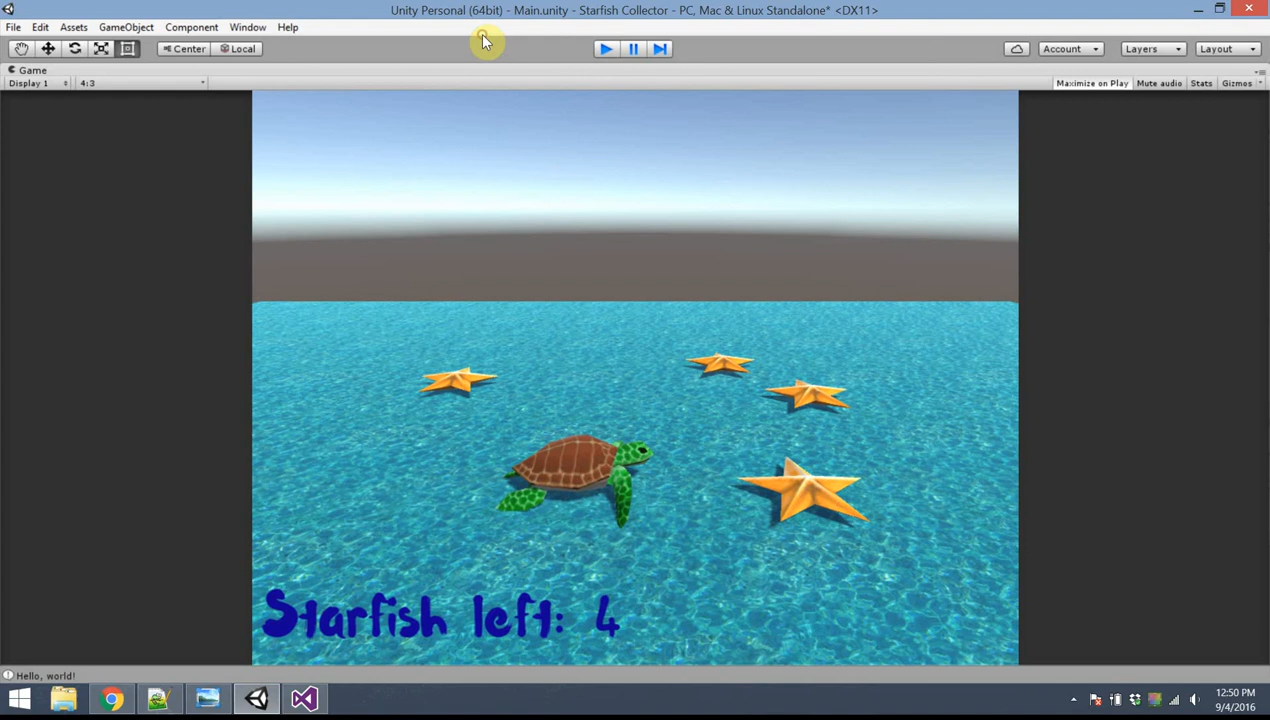 Unity Personal (64bit) - Main.unity - Starfish Collector - PC, Mac & Linux Standalone* <DX11>
File Edit Assets GameObject Component Window Help
Center Local Account Layers Layout
Game
Display 1 4:3 Maximize on Play Mute audio Stats Gizmos
Starfish left: 4
Hello, world!
12:50 PM
9/4/2016